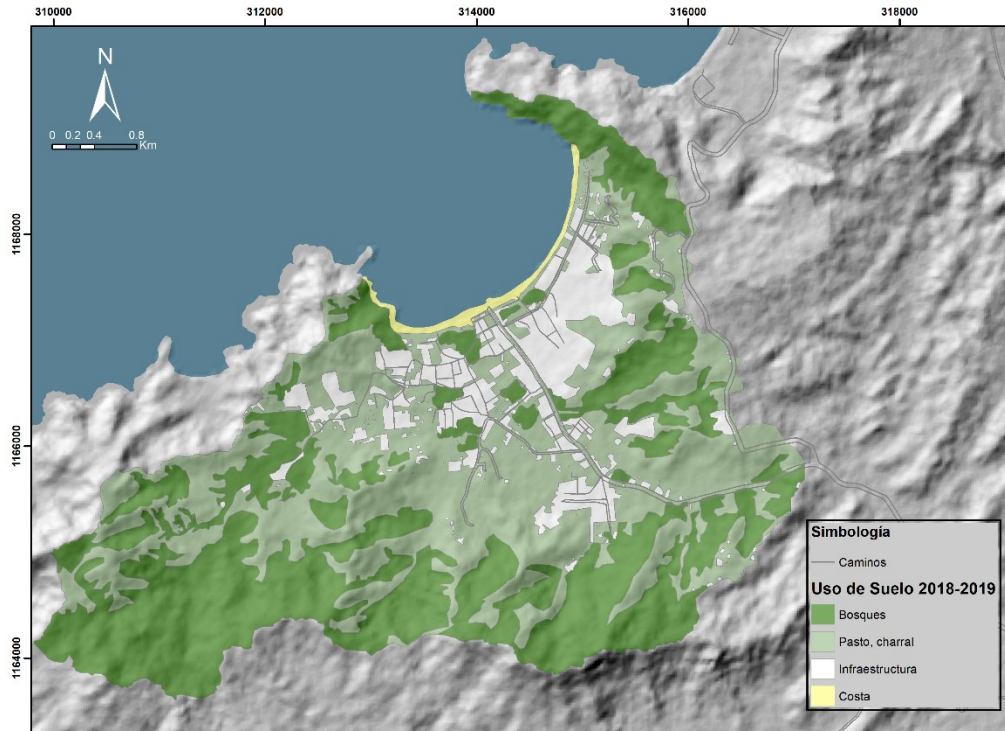 310000
312000
314000
316000
318000
N
0 0.2 0.4 0.8
Km
1168000
1166000
1164000
Simbología
Caminos
Uso de Suelo 2018-2019
Bosques
Pasto, charral
Infraestructura
Costa